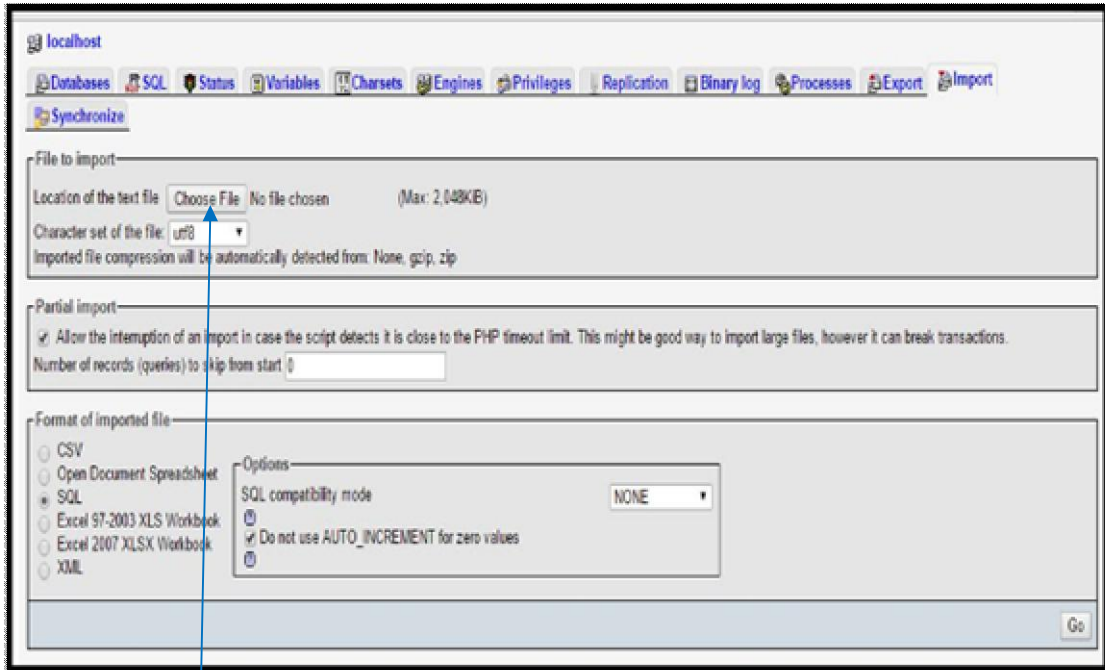 localhost
Databases SQL Status Variables Charsets Engines Privileges Replication Binary log Processes Export Import
Synchronize
File to import
Location of the text file Choose File No file chosen (Max: 2,048KiB)
Character set of the file: utf8
Imported file compression will be automatically detected from: None, gzip, zip
Partial import
Allow the interruption of an import in case the script detects it is close to the PHP timeout limit. This might be good way to import large files, however it can break transactions.
Number of records (queries) to skip from start 0
Format of imported file
CSV
Open Document Spreadsheet
SQL
Excel 97-2003 XLS Workbook
Excel 2007 XLSX Workbook
XML
Options
SQL compatibility mode NONE
Do not use AUTO_INCREMENT for zero values
Go